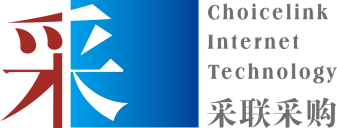 采
Choicelink
Internet
Technology
采联采购